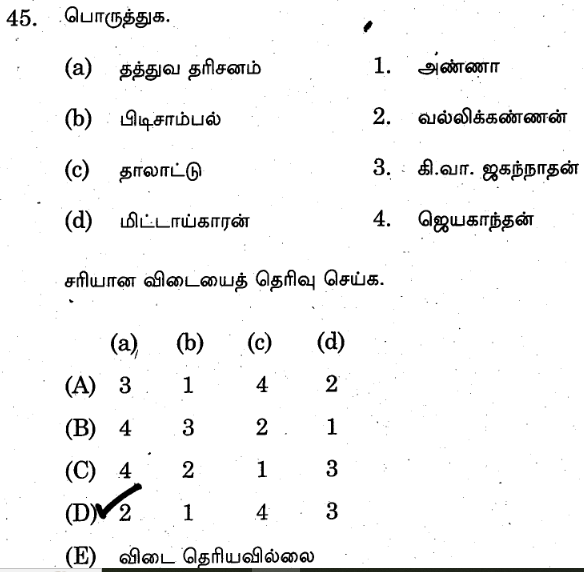 45. பொருத்துக.
(a) தத்துவ தரிசனம் 1. அண்ணா
(b) பிடிசாம்பல் 2. வல்லிக்கண்ணன்
(c) தாலாட்டு 3. கி.வா. ஜகந்நாதன்
(d) மிட்டாய்காரன் 4. ஜெயகாந்தன்
சரியான விடையைத் தெரிவு செய்க.
(a) (b) (c) (d)
(A) 3 1 4 2
(B) 4 3 2 1
(C) 4 2 1 3
(D) 2 1 4 3
(E) விடை தெரியவில்லை